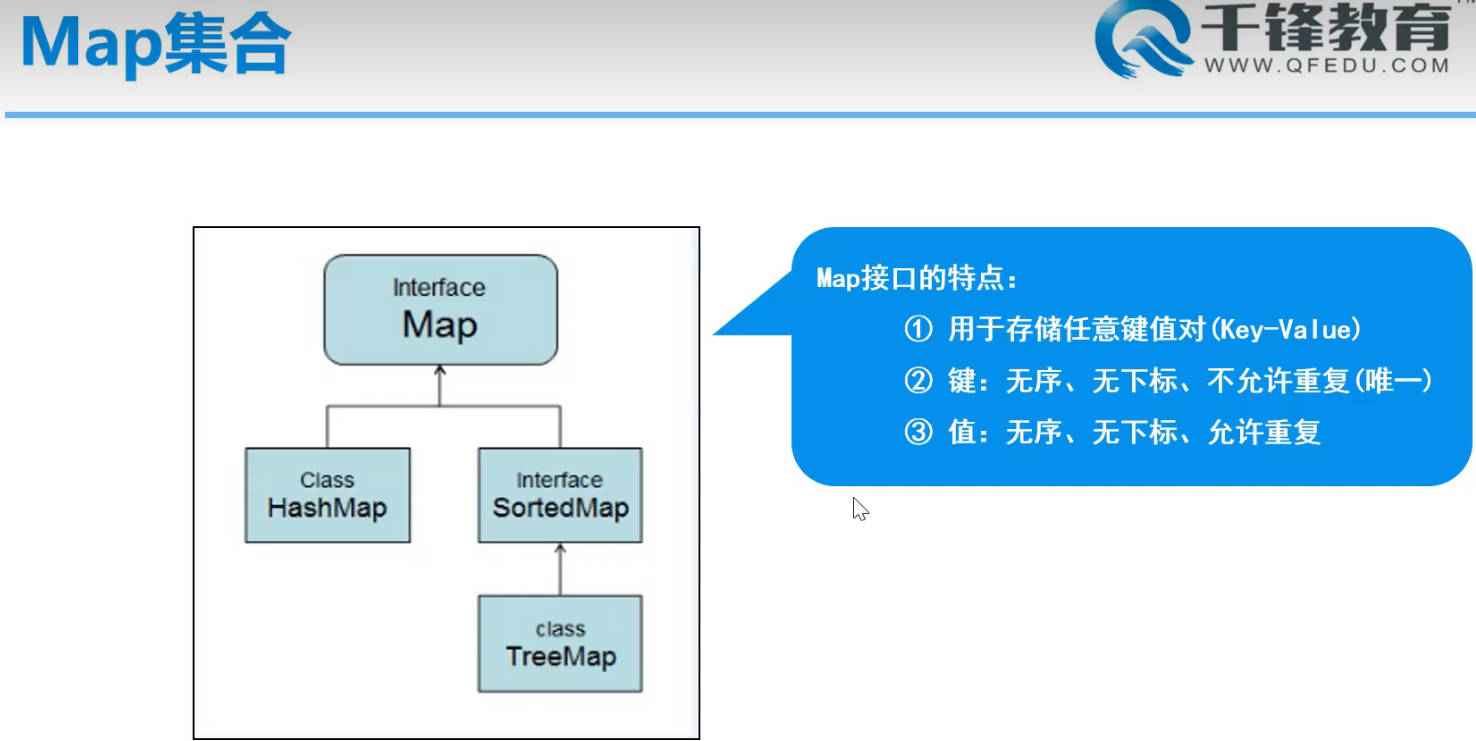 Map集合
千锋教育
WWW.QFEDU.COM
TM
Interface
Map
Class
HashMap
Interface
SortedMap
class
TreeMap
Map接口的特点:
① 用于存储任意键值对(Key-Value)
② 键: 无序、无下标、不允许重复(唯一)
③ 值: 无序、无下标、允许重复